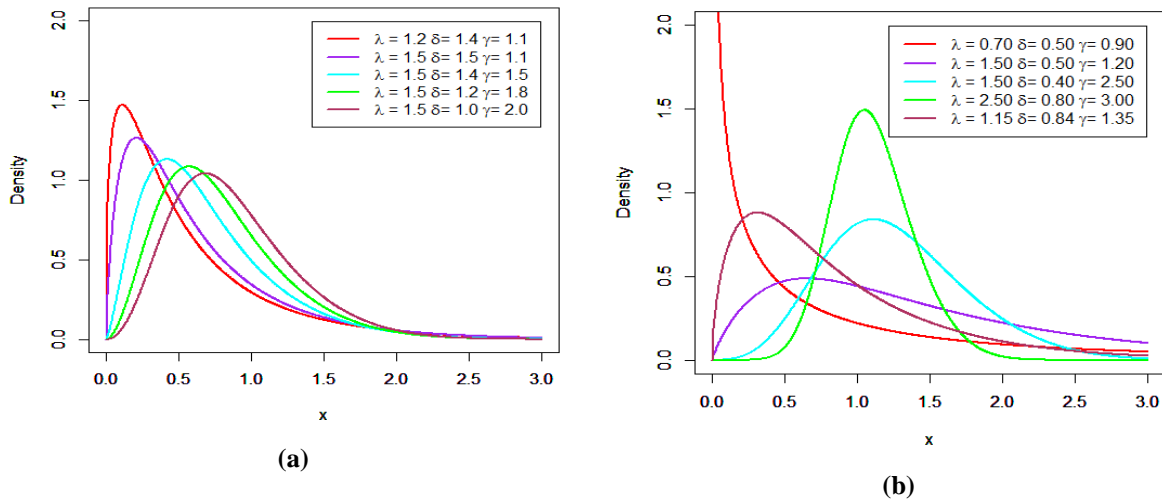 2.0
1.5
1.0
0.5
0.0
Density
λ = 1.2 δ= 1.4 γ= 1.1
λ = 1.5 δ= 1.5 γ= 1.1
λ = 1.5 δ= 1.4 γ= 1.5
λ = 1.5 δ= 1.2 γ= 1.8
λ = 1.5 δ= 1.0 γ= 2.0
0.0 0.5 1.0 1.5 2.0 2.5 3.0
x
(a)
2.0
1.5
1.0
0.5
0.0
Density
λ = 0.70 δ= 0.50 γ= 0.90
λ = 1.50 δ= 0.50 γ= 1.20
λ = 1.50 δ= 0.40 γ= 2.50
λ = 2.50 δ= 0.80 γ= 3.00
λ = 1.15 δ= 0.84 γ= 1.35
0.0 0.5 1.0 1.5 2.0 2.5 3.0
x
(b)